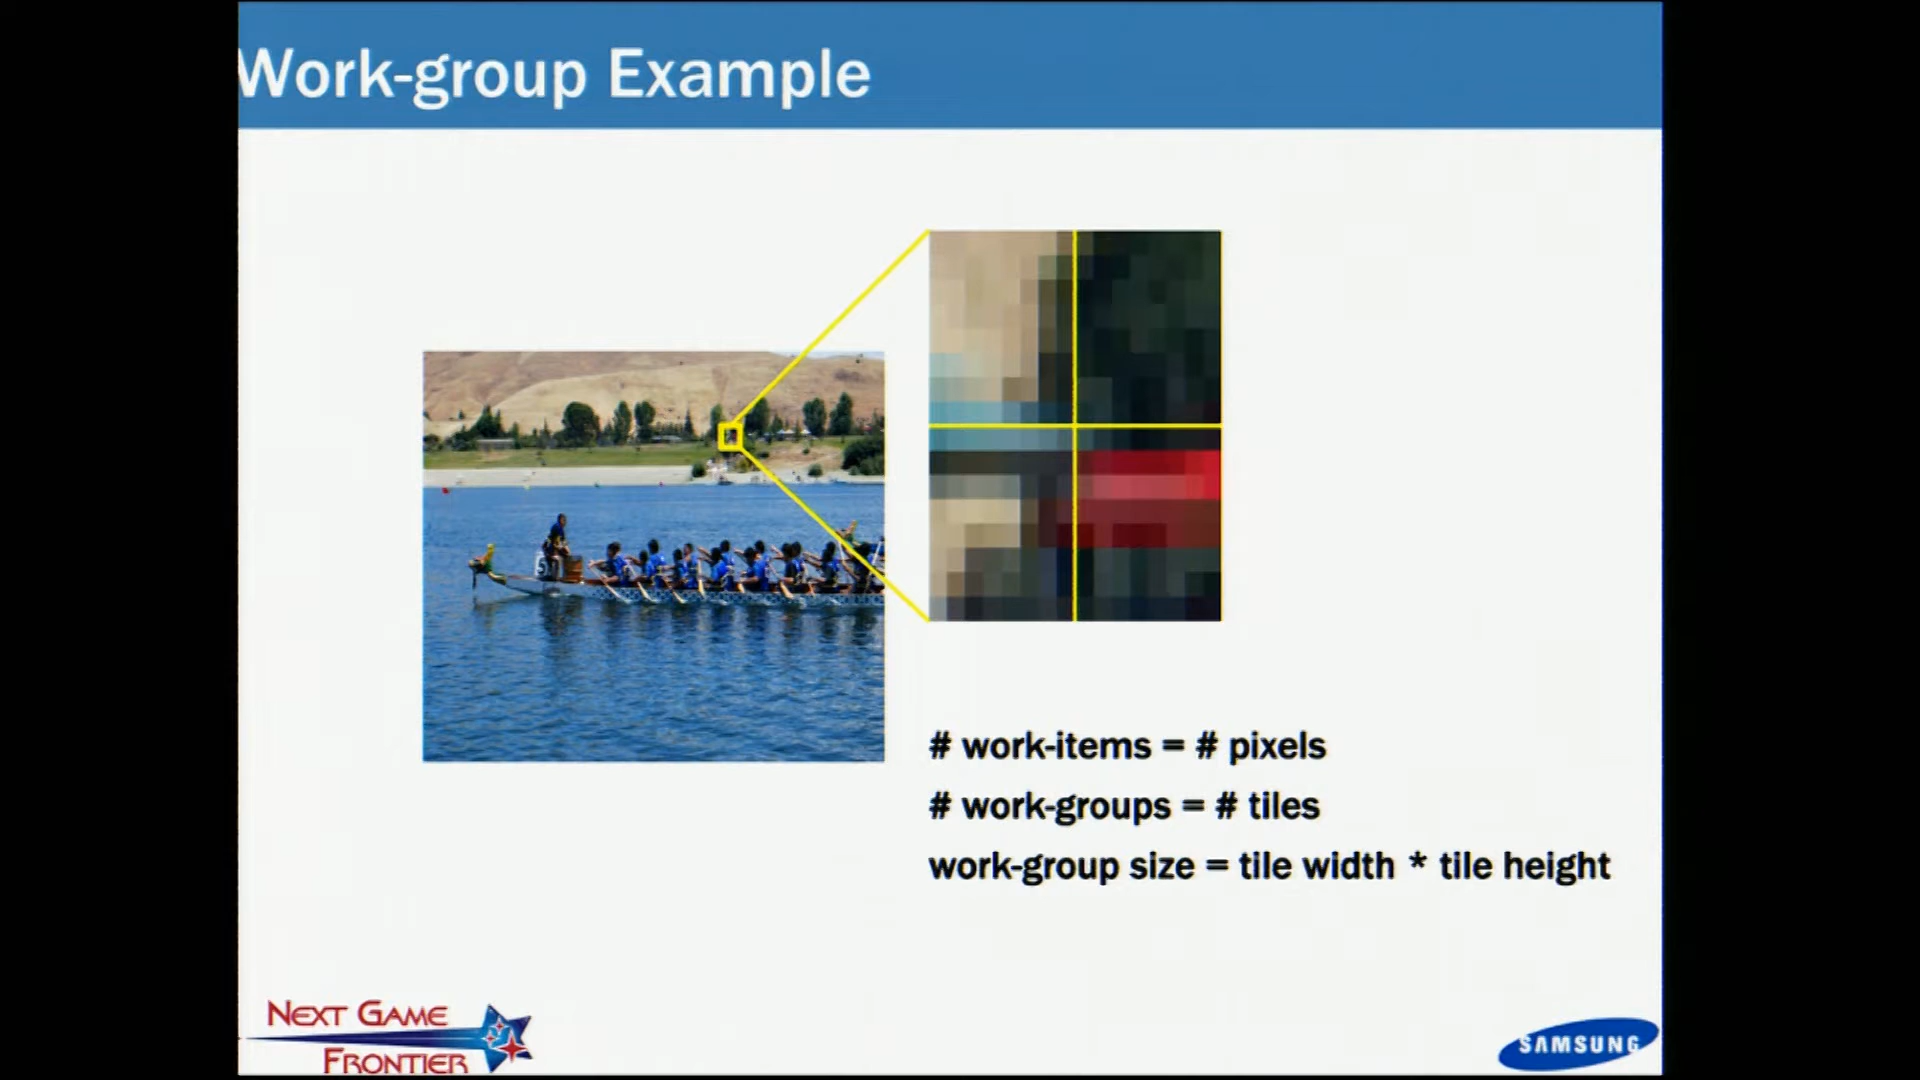 Work-group Example
# work-items = # pixels
# work-groups = # tiles
work-group size = tile width * tile height
NEXT GAME
FRONTIER
SAMSUNG